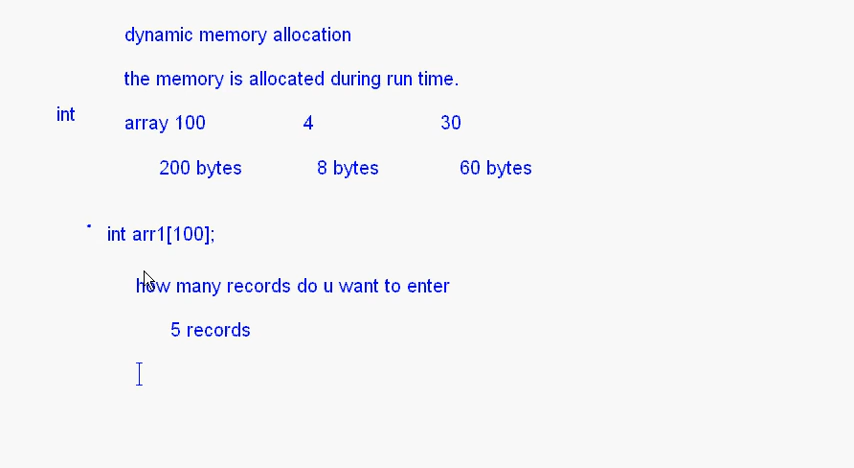 dynamic memory allocation
the memory is allocated during run time.
int
array 100 4 30
200 bytes 8 bytes 60 bytes
int arr1[100];
how many records do u want to enter
5 records